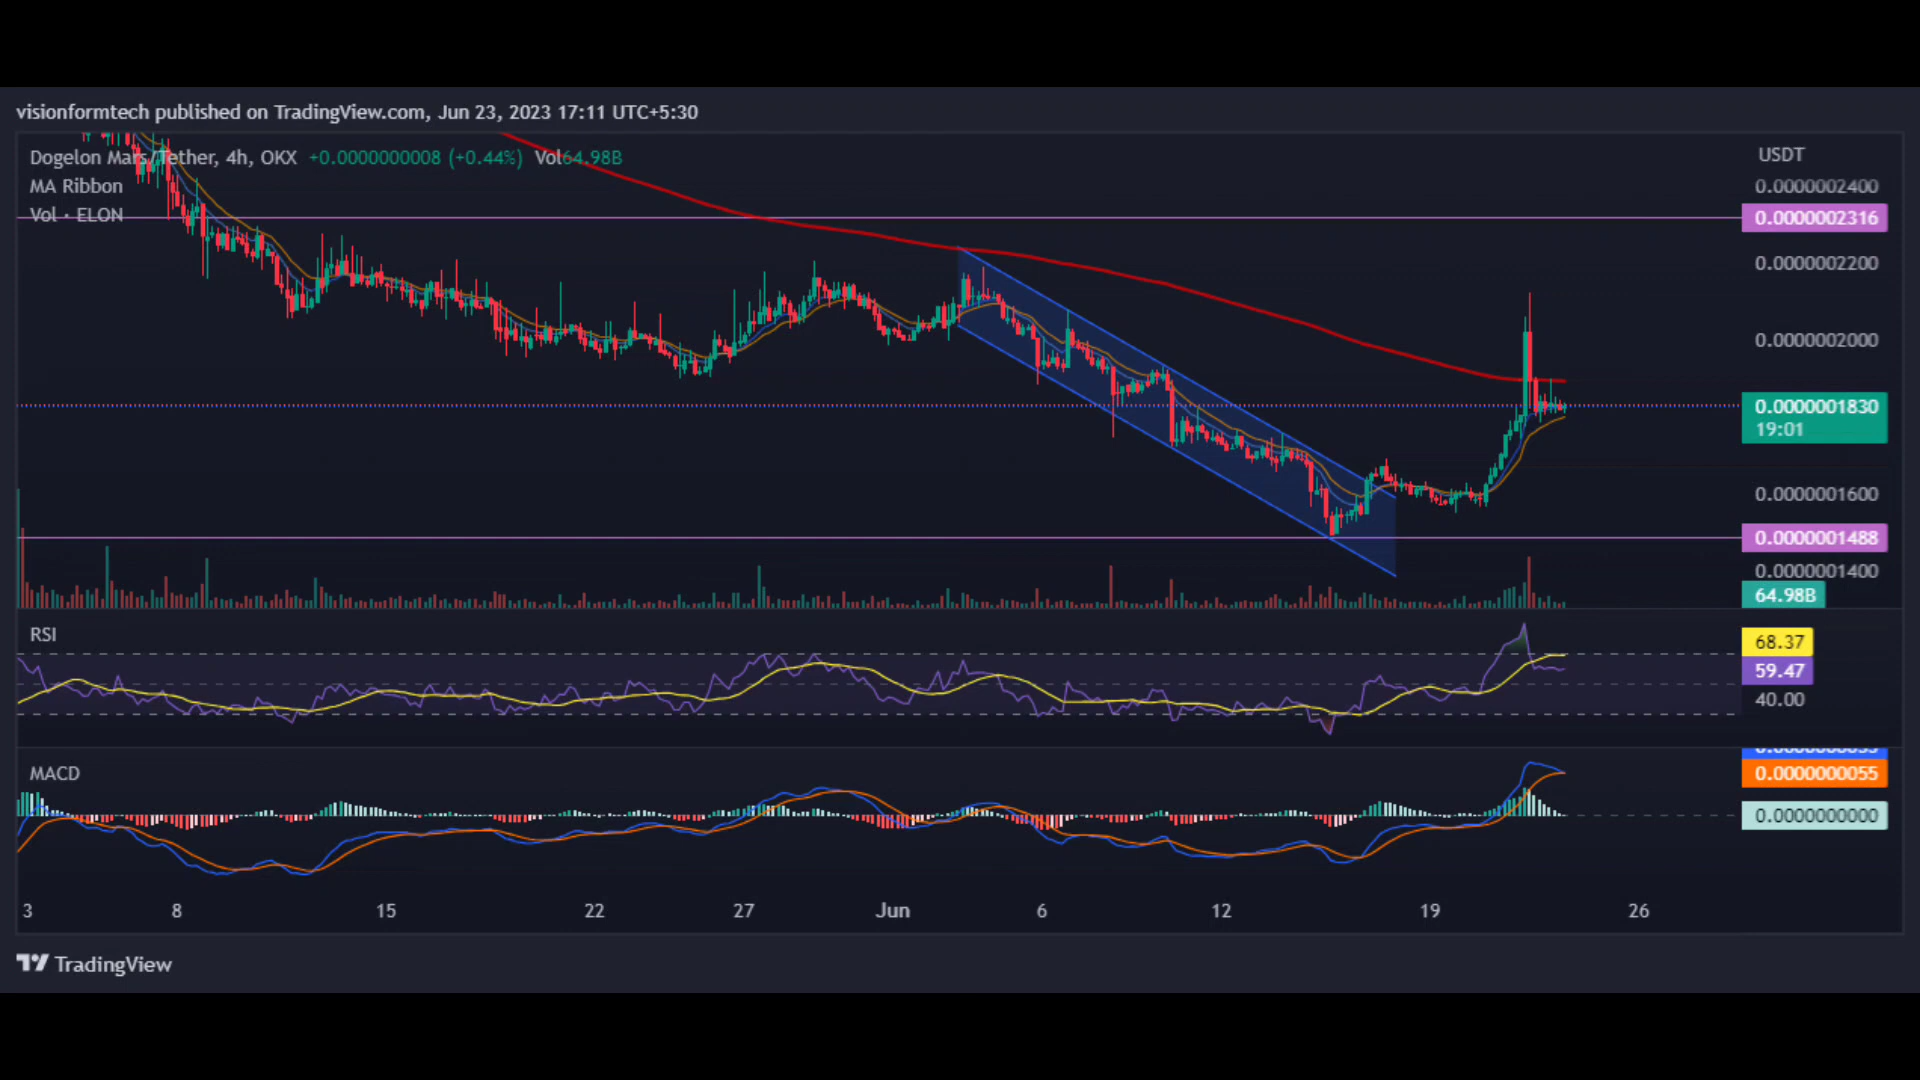 visionformtech published on TradingView.com, Jun 23, 2023 17:11 UTC+5:30
Dogelon Mars/Tether, 4h, OKX +0.0000000008 (+0.44%) Vol64.98B
MA Ribbon
Vol · ELON
USDT
0.0000002400
0.0000002316
0.0000002200
0.0000002000
0.0000001830
19:01
0.0000001600
0.0000001488
0.0000001400
64.98B
RSI
68.37
59.47
40.00
MACD
0.0000000055
0.0000000000
3 8 15 22 27 Jun 6 12 19 26
TradingView